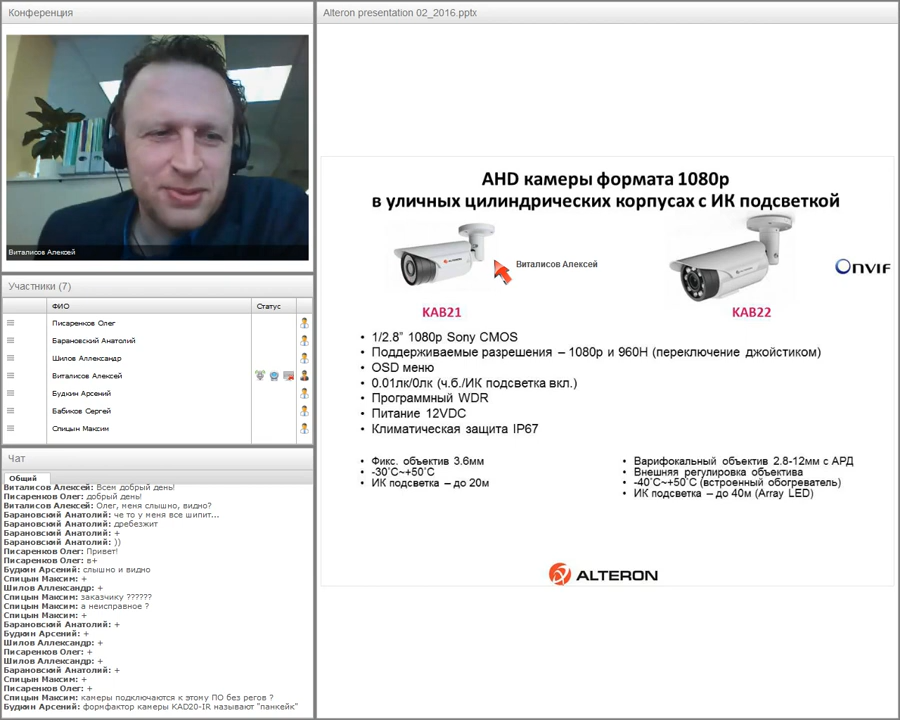 Конференция
Виталисов Алексей
Участники (7)
ФИО Статус
Писаренков Олег
Барановский Анатолий
Шилов Аллександр
Виталисов Алексей
Будкин Арсений
Бабиков Сергей
Спицын Максим
Чат
Общий
Виталисов Алексей: Всем добрый день!
Писаренков Олег: добрый день!
Виталисов Алексей: Олег, меня слышно, видно?
Барановский Анатолий: че то у меня все шипит...
Барановский Анатолий: дребезжит
Барановский Анатолий: +
Барановский Анатолий: ))
Писаренков Олег: Привет!
Писаренков Олег: в+
Будкин Арсений: слышно и видно
Спицын Максим: +
Шилов Аллександр: +
Спицын Максим: заказчику ??????
Спицын Максим: а неисправное ?
Спицын Максим: +
Барановский Анатолий: +
Будкин Арсений: +
Шилов Аллександр: +
Писаренков Олег: +
Шилов Аллександр: +
Барановский Анатолий: +
Спицын Максим: +
Писаренков Олег: +
Спицын Максим: камеры подключаются к этому ПО без регов ?
Будкин Арсений: формфактор камеры KAD20-IR называют "панкейк"
Alteron presentation 02_2016.pptx
AHD камеры формата 1080p
в уличных цилиндрических корпусах с ИК подсветкой
Виталисов Алексей
ONVIF
KAB21
KAB22
• 1/2.8" 1080p Sony CMOS
• Поддерживаемые разрешения – 1080p и 960H (переключение джойстиком)
• OSD меню
• 0.01лк/0лк (ч.б./ИК подсветка вкл.)
• Программный WDR
• Питание 12VDC
• Климатическая защита IP67
• Фикс. объектив 3.6мм
• -30˚C~+50˚C
• ИК подсветка – до 20м
• Варифокальный объектив 2.8-12мм с АРД
• Внешняя регулировка объектива
• -40˚C~+50˚C (встроенный обогреватель)
• ИК подсветка – до 40м (Array LED)
ALTERON